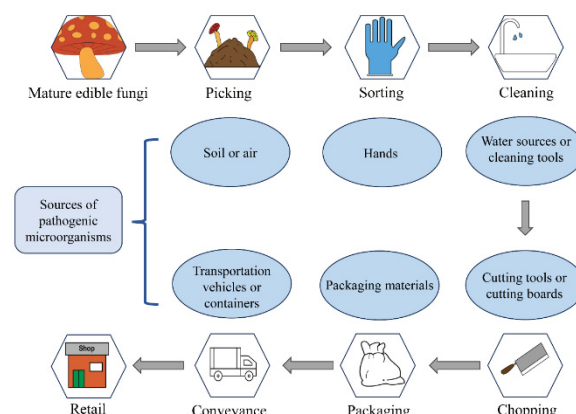 Mature edible fungi
Picking
Sorting
Cleaning
Soil or air
Hands
Water sources or
cleaning tools
Sources of
pathogenic
microorganisms
Transportation
vehicles or
containers
Packaging materials
Cutting tools or
cutting boards
Shop
Retail
Conveyance
Packaging
Chopping